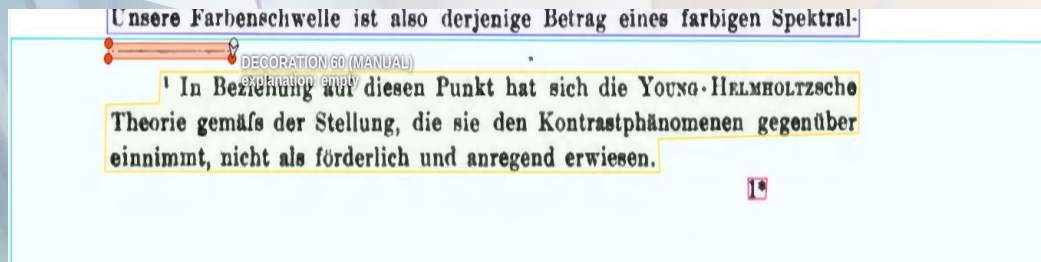 Unsere Farbenschwelle ist also derjenige Betrag eines farbigen Spektral-
DECORATION 60 (MANUAL)
explanation: empty
¹ In Beziehung auf diesen Punkt hat sich die Young-Helmholtzsche
Theorie gemäſs der Stellung, die sie den Kontrastphänomenen gegenüber
einnimmt, nicht als förderlich und anregend erwiesen.
1*